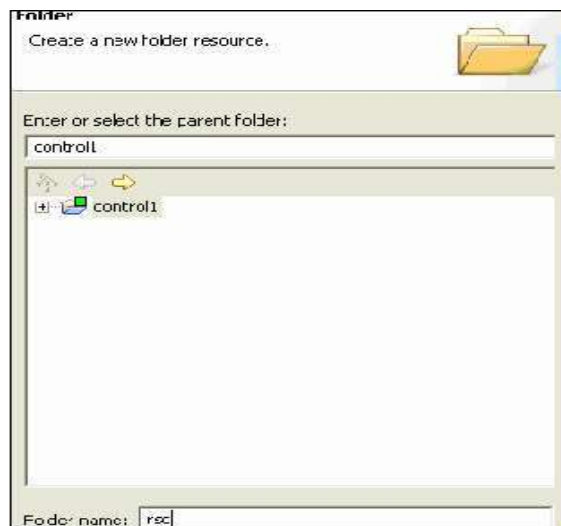 Folder
Create a new folder resource.
Enter or select the parent folder:
control1
control1
Folder name: rsc